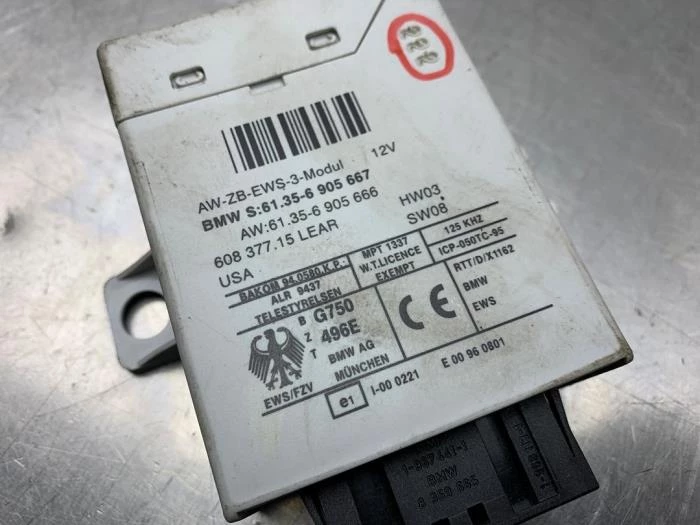 AW-ZB-EWS-3-Modul 12V
BMW S:61.35-6 905 667
AW:61.35-6 905 666
608 377.15 LEAR HW03
USA SW08
BAKOM 94.0580.K.P.
ALR 9437
TELESTYRELSEN
MPT 1337
W.T.LICENCE
EXEMPT
125 KHZ
ICP-050TC-95
RTT/D/X1162
BZT G750
496E
BMW AG
MÜNCHEN
EWS/FZV
CE
BMW
EWS
e1 I-00 0221 E 00 96 0801
BMW